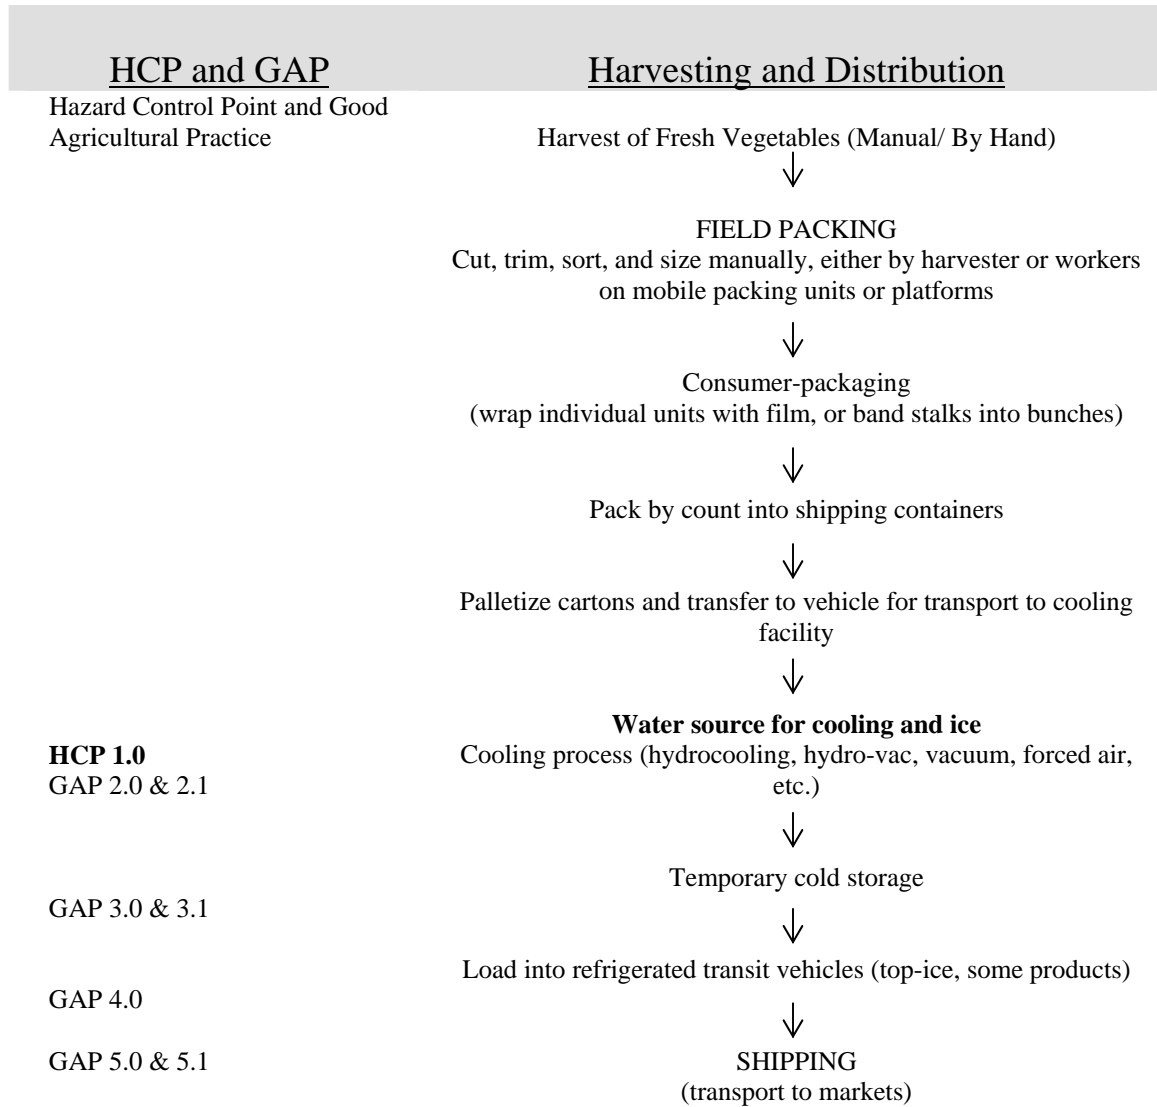 HCP and GAP
Harvesting and Distribution
Hazard Control Point and Good
Agricultural Practice
Harvest of Fresh Vegetables (Manual/ By Hand)
FIELD PACKING
Cut, trim, sort, and size manually, either by harvester or workers
on mobile packing units or platforms
Consumer-packaging
(wrap individual units with film, or band stalks into bunches)
Pack by count into shipping containers
Palletize cartons and transfer to vehicle for transport to cooling
facility
Water source for cooling and ice
HCP 1.0
Cooling process (hydrocooling, hydro-vac, vacuum, forced air,
GAP 2.0 & 2.1
etc.)
Temporary cold storage
GAP 3.0 & 3.1
Load into refrigerated transit vehicles (top-ice, some products)
GAP 4.0
GAP 5.0 & 5.1
SHIPPING
(transport to markets)